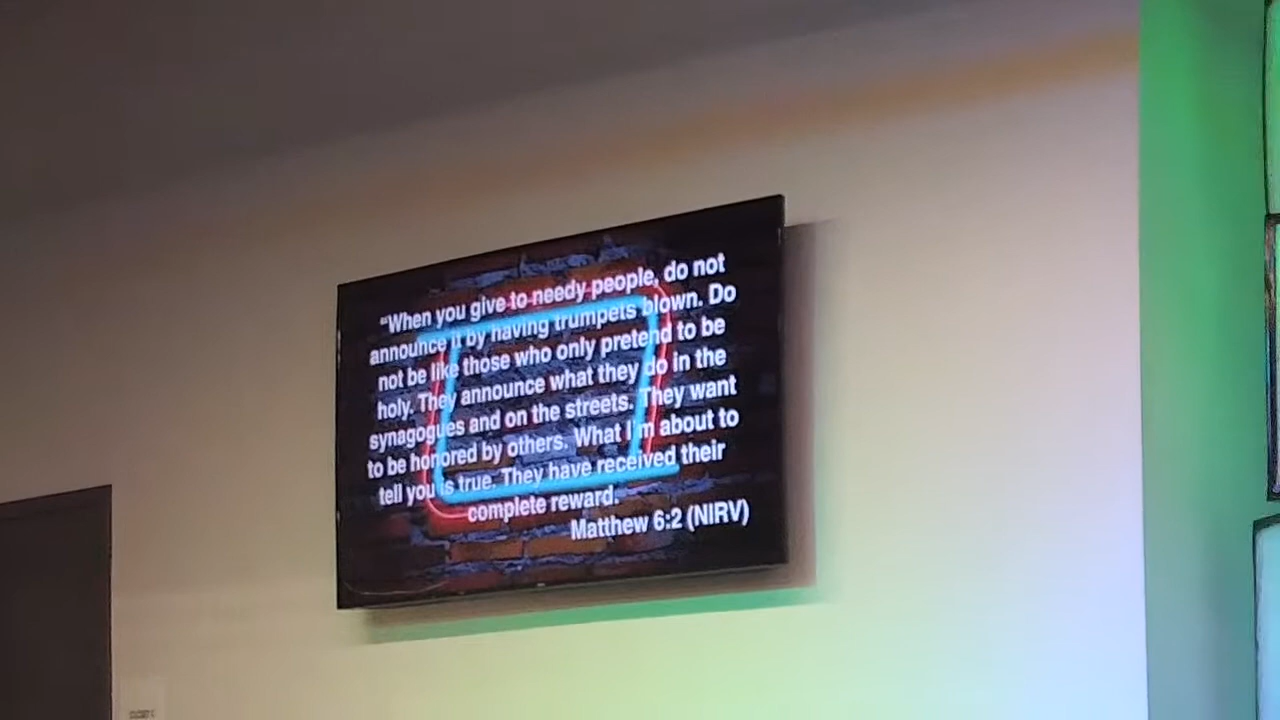 “When you give to needy people, do not
announce it by having trumpets blown. Do
not be like those who only pretend to be
holy. They announce what they do in the
synagogues and on the streets. They want
to be honored by others. What I'm about to
tell you is true. They have received their
complete reward.
Matthew 6:2 (NIRV)